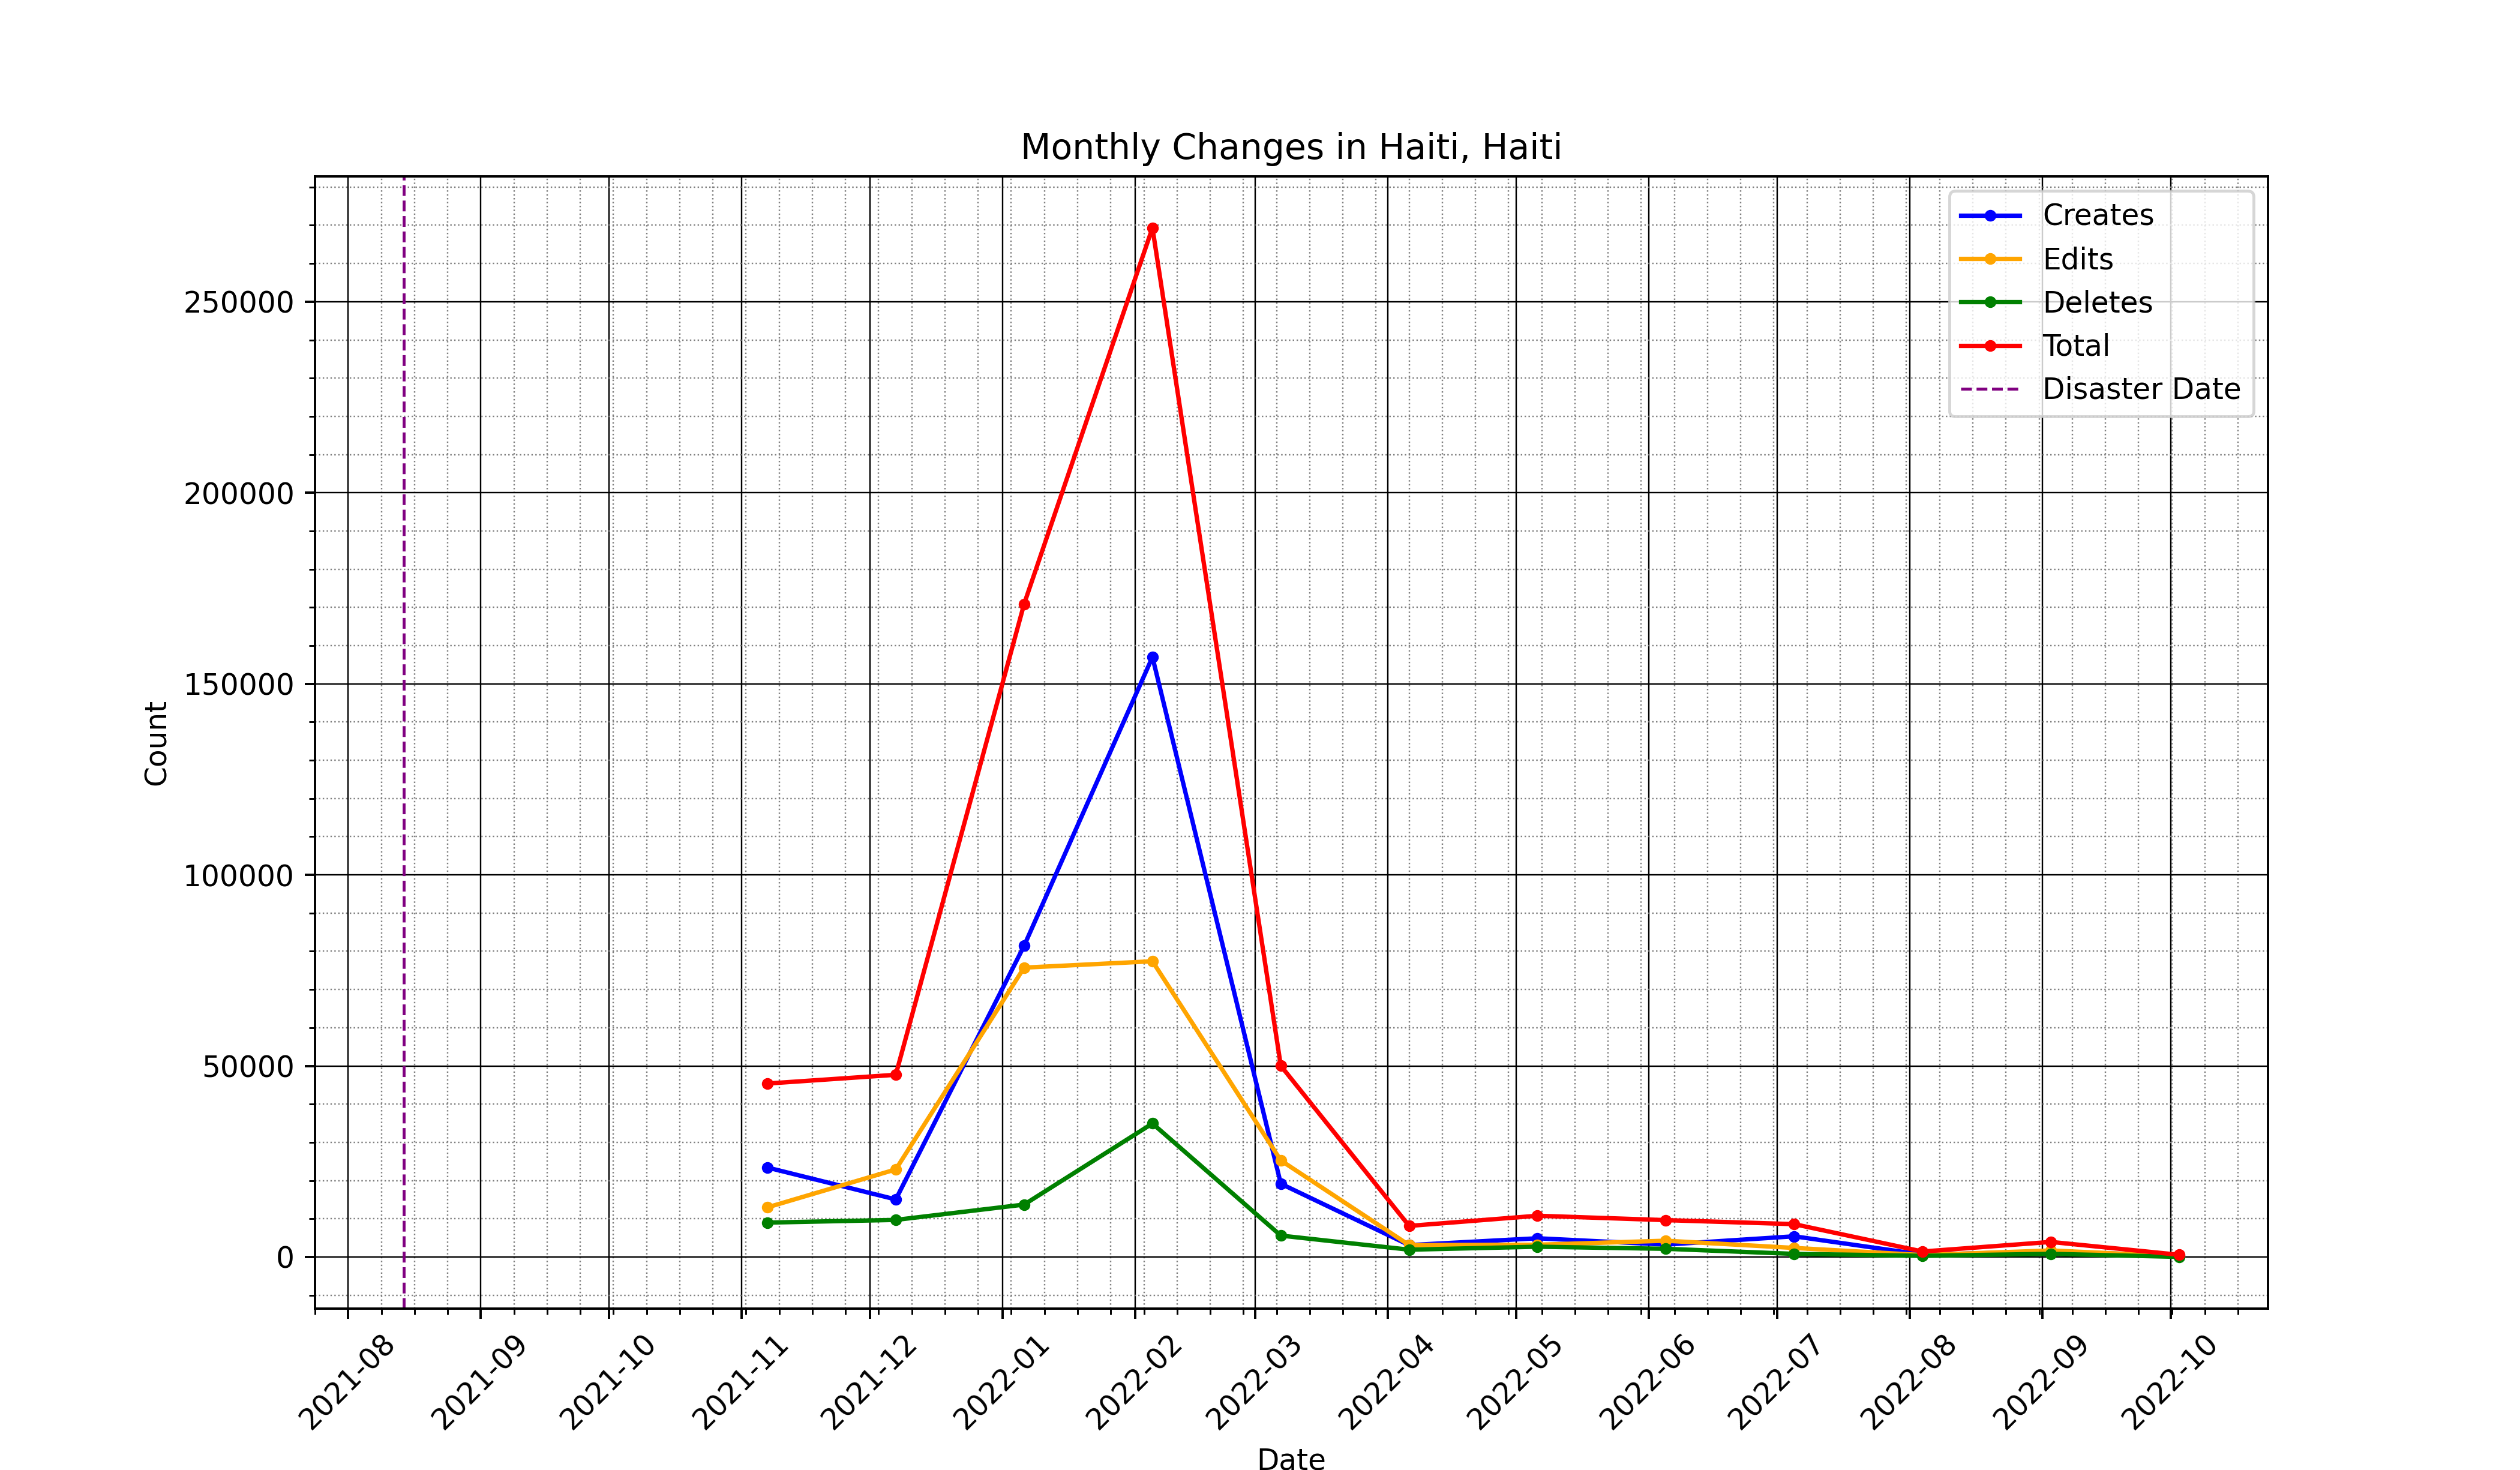 Monthly Changes in Haiti, Haiti
Creates
Edits
Deletes
Total
Disaster Date
Count
250000
200000
150000
100000
50000
0
2021-08
2021-09
2021-10
2021-11
2021-12
2022-01
2022-02
2022-03
2022-04
2022-05
2022-06
2022-07
2022-08
2022-09
2022-10
Date